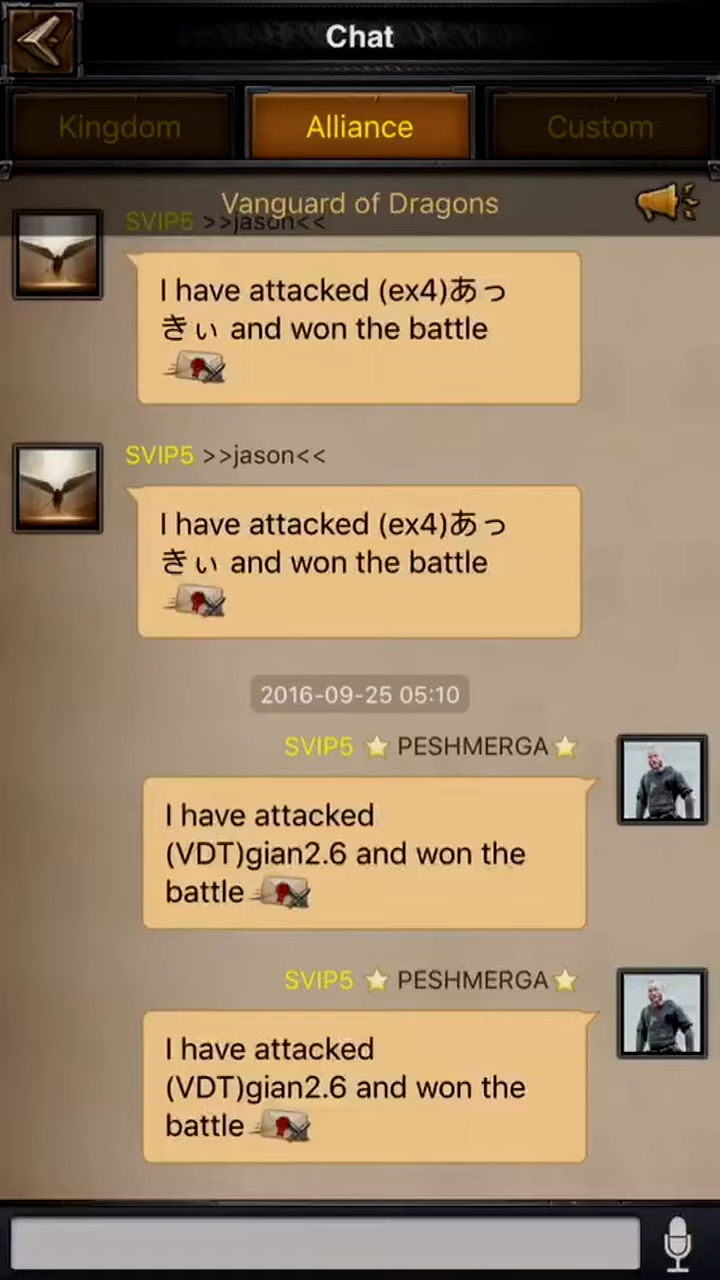 Chat
Kingdom
Alliance
Custom
Vanguard of Dragons
SVIP5 >>jason<<
I have attacked (ex4)あっ
きぃ and won the battle
SVIP5 >>jason<<
I have attacked (ex4)あっ
きぃ and won the battle
2016-09-25 05:10
SVIP5 ⭐ PESHMERGA⭐
I have attacked
(VDT)gian2.6 and won the
battle
SVIP5 ⭐ PESHMERGA⭐
I have attacked
(VDT)gian2.6 and won the
battle